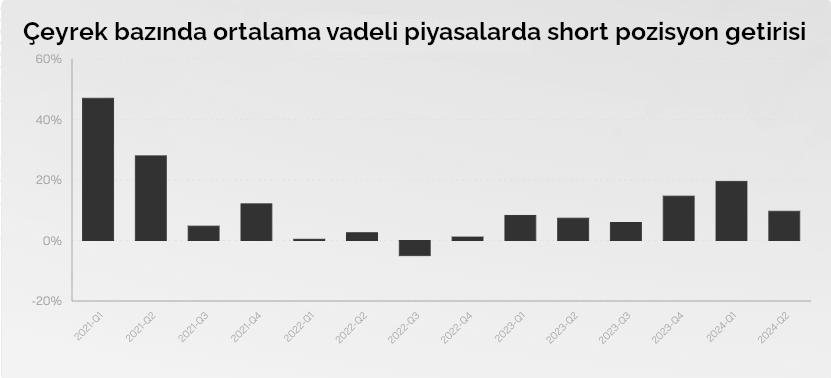 Çeyrek bazında ortalama vadeli piyasalarda short pozisyon getirisi
60%
40%
20%
0%
-20%
2021-Q1
2021-Q2
2021-Q3
2021-Q4
2022-Q1
2022-Q2
2022-Q3
2022-Q4
2023-Q1
2023-Q2
2023-Q3
2023-Q4
2024-Q1
2024-Q2